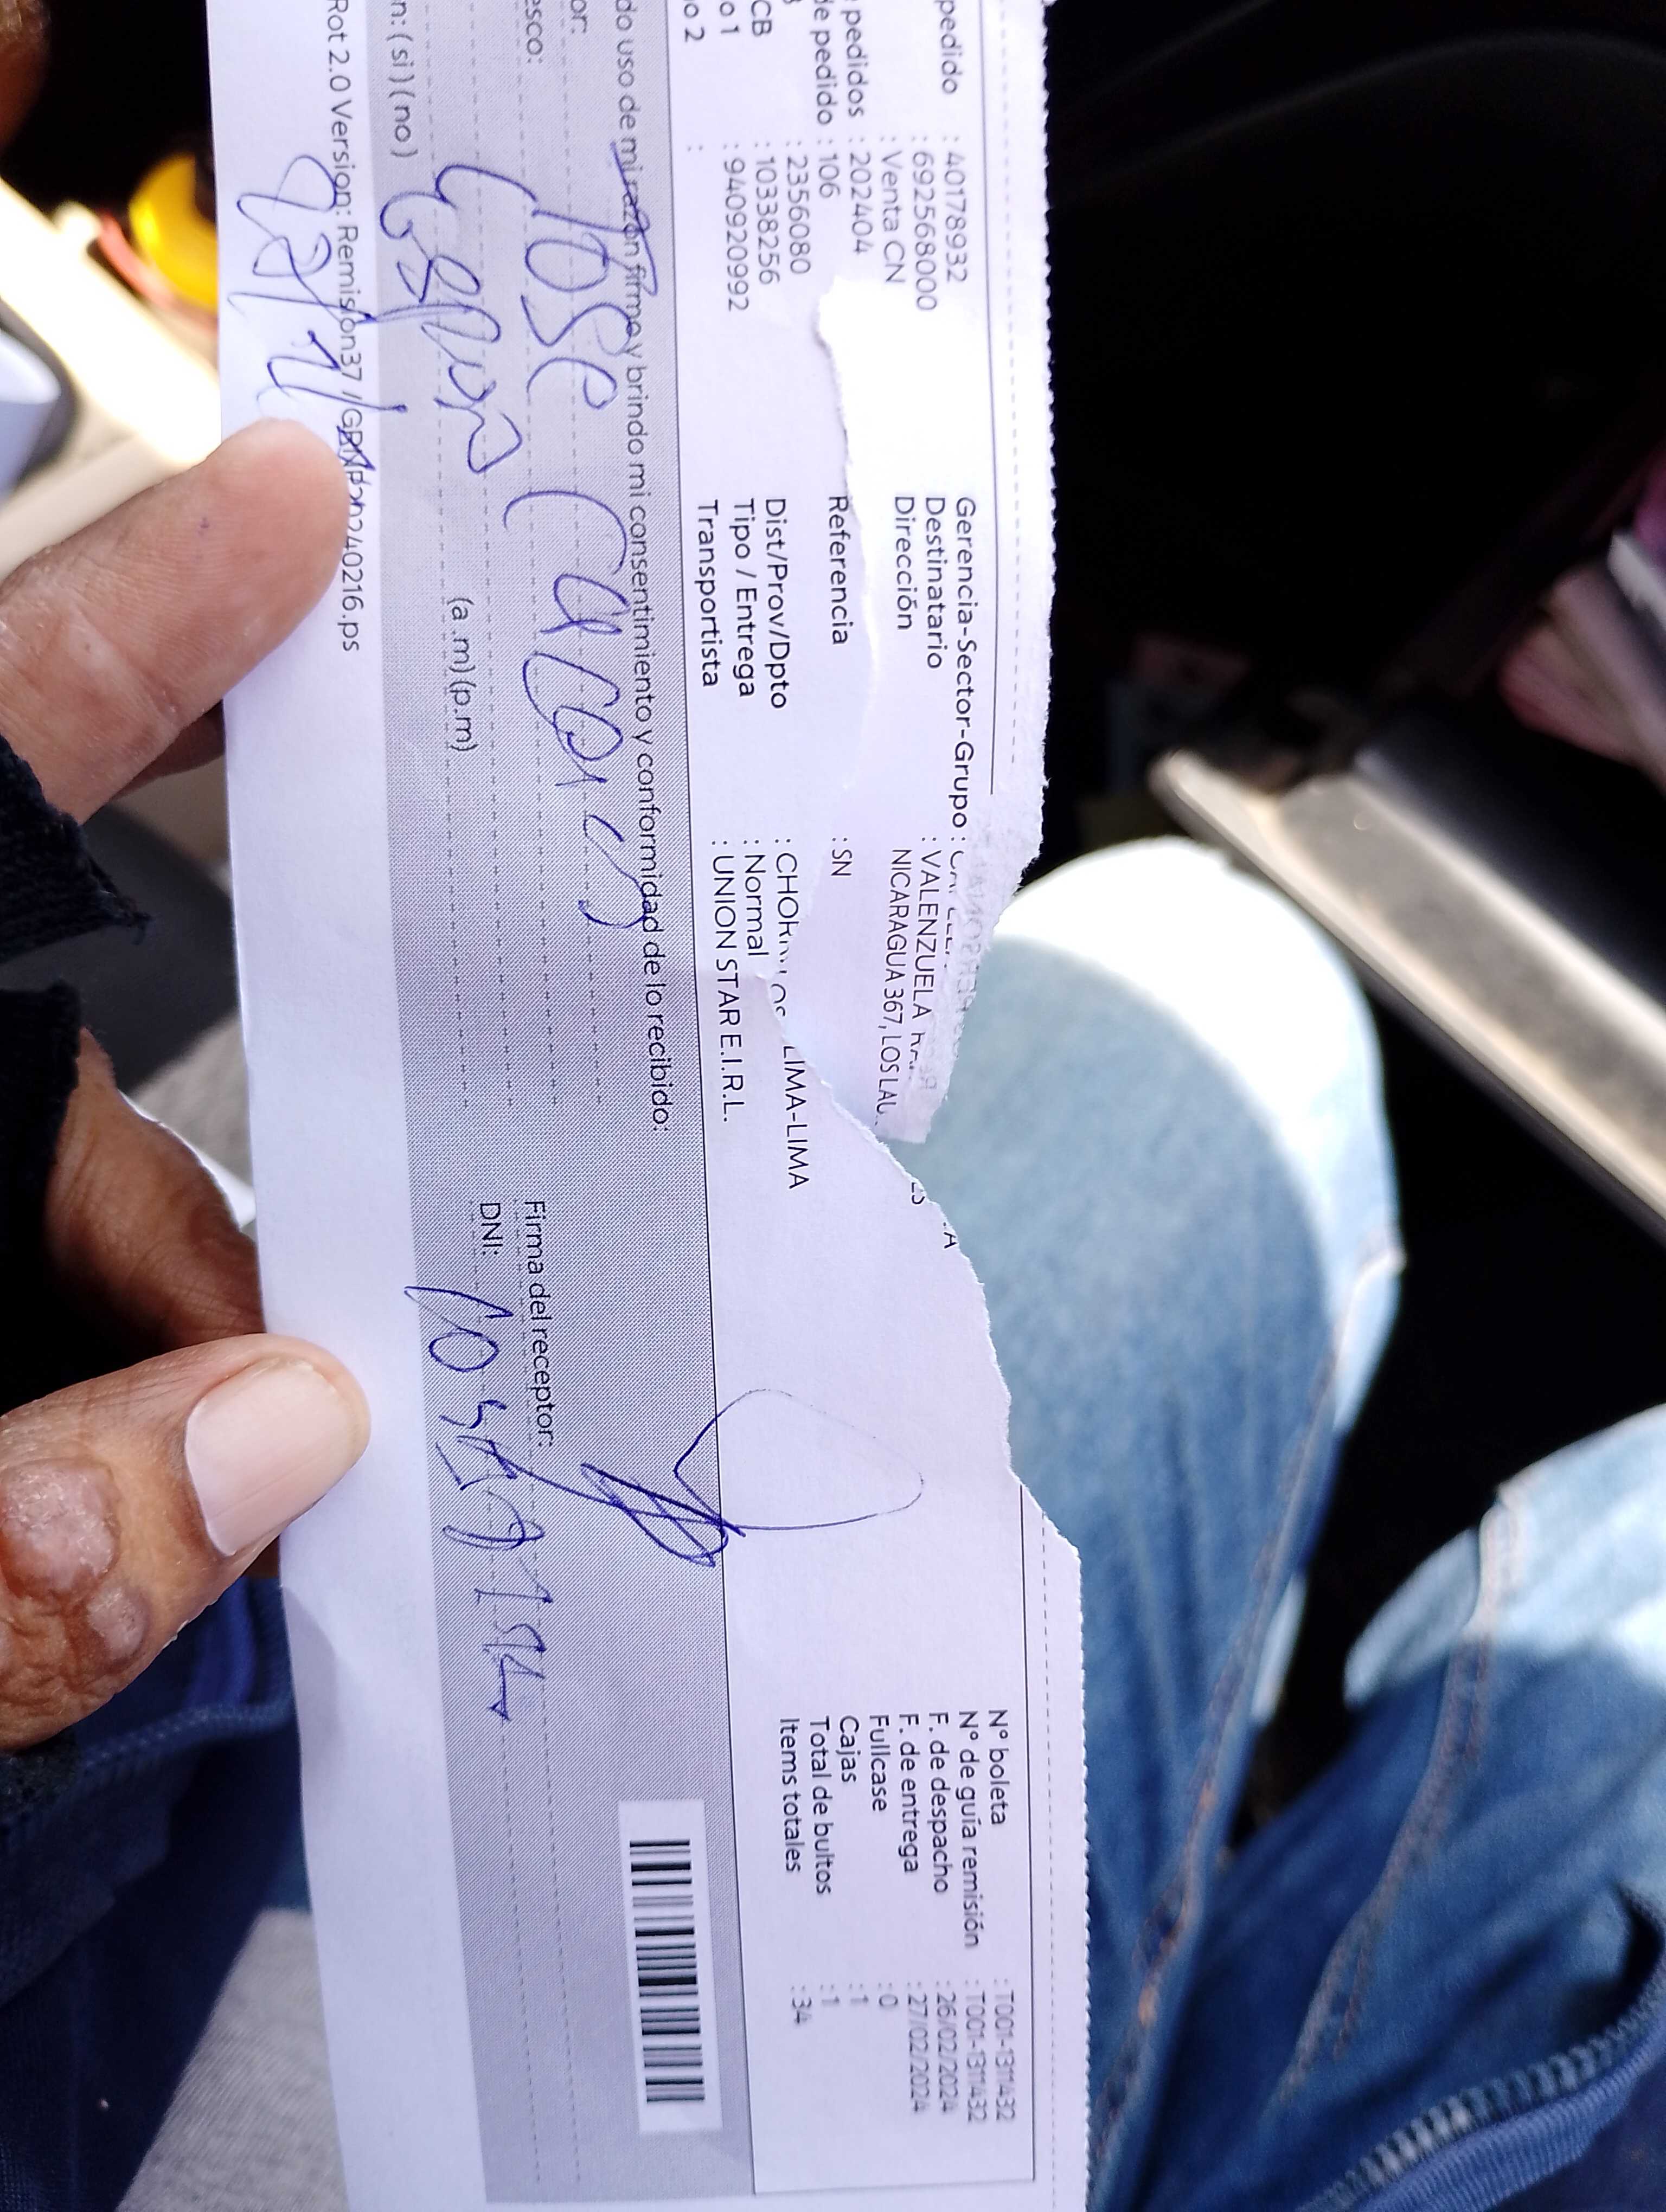 pedido : 40178932
: 692568000
: Venta CN
pedidos : 202404
de pedido : 106
: 2356080
CB : 10338256
o 1 : 940920992
o 2 :
Gerencia-Sector-Grupo :
Destinatario : VALENZUELA
Dirección NICARAGUA 367, LOS LAU
Referencia : SN
Dist/Prov/Dpto : CHOR LIMA-LIMA
Tipo / Entrega : Normal
Transportista : UNION STAR E.I.R.L.
Nº boleta : T001-1311432
Nº de guía remisión : T001-1311432
F. de despacho : 26/02/2024
F. de entrega : 27/02/2024
Fullcase : 0
Cajas : 1
Total de bultos : 1
Items totales : 34
do uso de mi razón firmo y brindo mi consentimiento y conformidad de lo recibido:
or: Jose
esco:
(a .m) (p.m)
n: ( si ) ( no )
Firma del receptor:
DNI:
Rot 2.0 Version: Remision37 / 20240216.ps